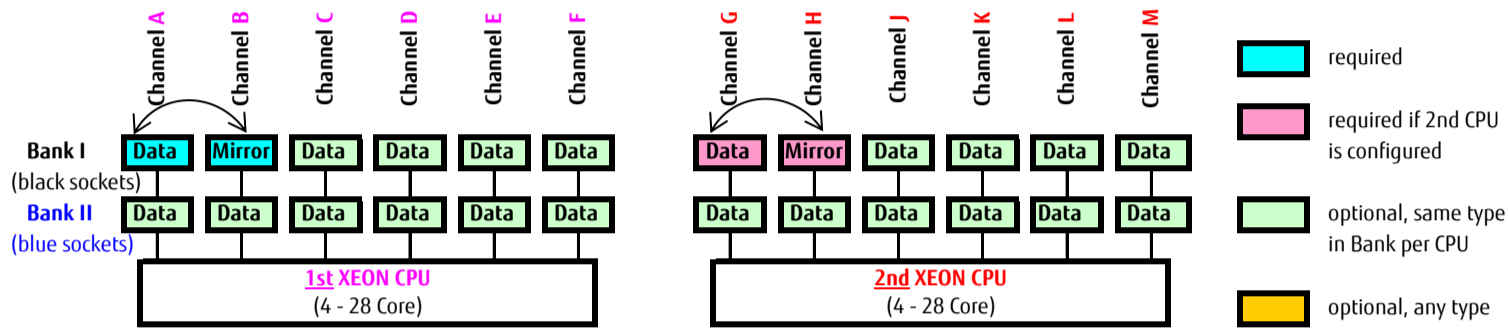 Channel A
Channel B
Channel C
Channel D
Channel E
Channel F
Channel G
Channel H
Channel J
Channel K
Channel L
Channel M
Bank I
(black sockets)
Data Mirror Data Data Data Data Data Mirror Data Data Data Data
Bank II
(blue sockets)
Data Data Data Data Data Data Data Data Data Data Data Data
1st XEON CPU
(4 - 28 Core)
2nd XEON CPU
(4 - 28 Core)
required
required if 2nd CPU
is configured
optional, same type
in Bank per CPU
optional, any type